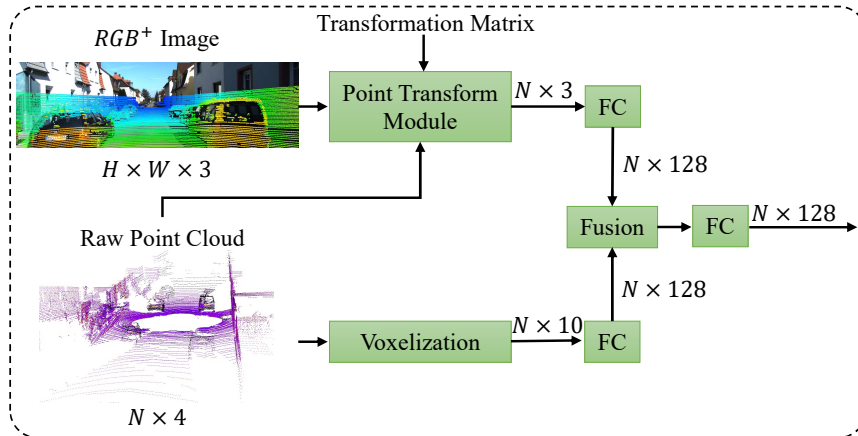 Transformation Matrix
RGB⁺ Image
Point Transform
Module
N × 3
FC
H × W × 3
N × 128
Raw Point Cloud
Fusion
FC
N × 128
N × 128
Voxelization
N × 10
FC
N × 4